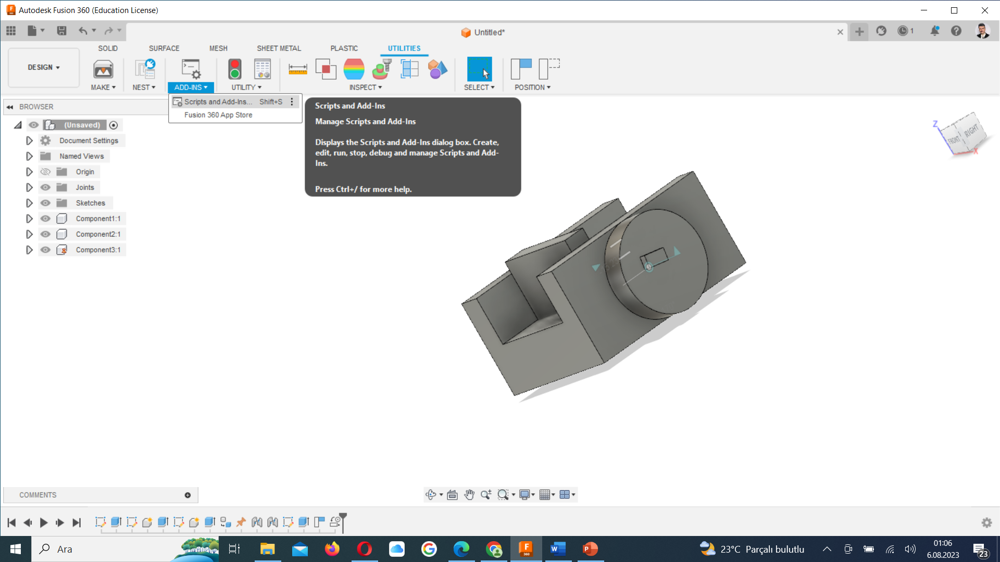 Autodesk Fusion 360 (Education License)
Untitled*
1
SOLID SURFACE MESH SHEET METAL PLASTIC UTILITIES
DESIGN
MAKE NEST ADD-INS UTILITY INSPECT SELECT POSITION
Scripts and Add-Ins... Shift+S
Fusion 360 App Store
Scripts and Add-Ins
Manage Scripts and Add-Ins
Displays the Scripts and Add-Ins dialog box. Create,
edit, run, stop, debug and manage Scripts and Add-
Ins.
Press Ctrl+/ for more help.
BROWSER
(Unsaved)
Document Settings
Named Views
Origin
Joints
Sketches
Component1:1
Component2:1
Component3:1
Z
FRONT RIGHT
X
COMMENTS
Ara
23°C Parçalı bulutlu
01:06
6.08.2023
23